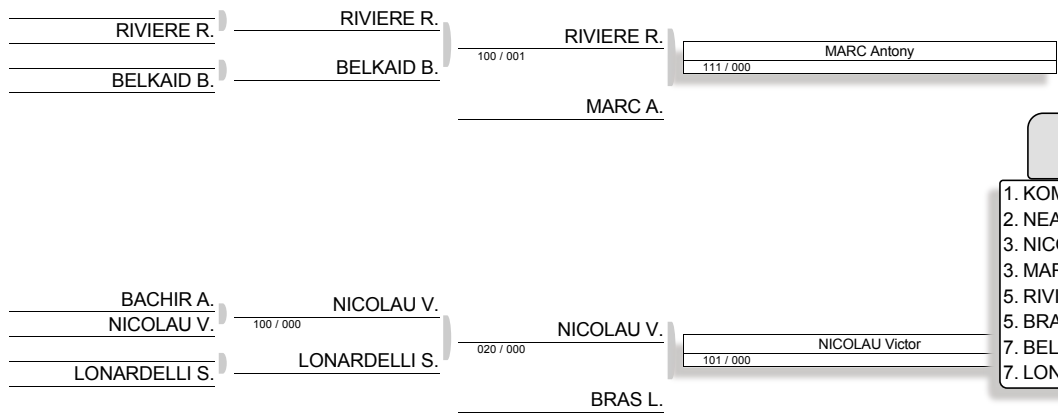 RIVIERE R.
BELKAID B.
RIVIERE R.
BELKAID B.
RIVIERE R.
100 / 001
MARC A.
MARC Antony
111 / 000
BACHIR A.
NICOLAU V.
LONARDELLI S.
NICOLAU V.
100 / 000
LONARDELLI S.
NICOLAU V.
020 / 000
BRAS L.
NICOLAU Victor
101 / 000
1.
2.
3.
3.
5.
5.
7.
7.